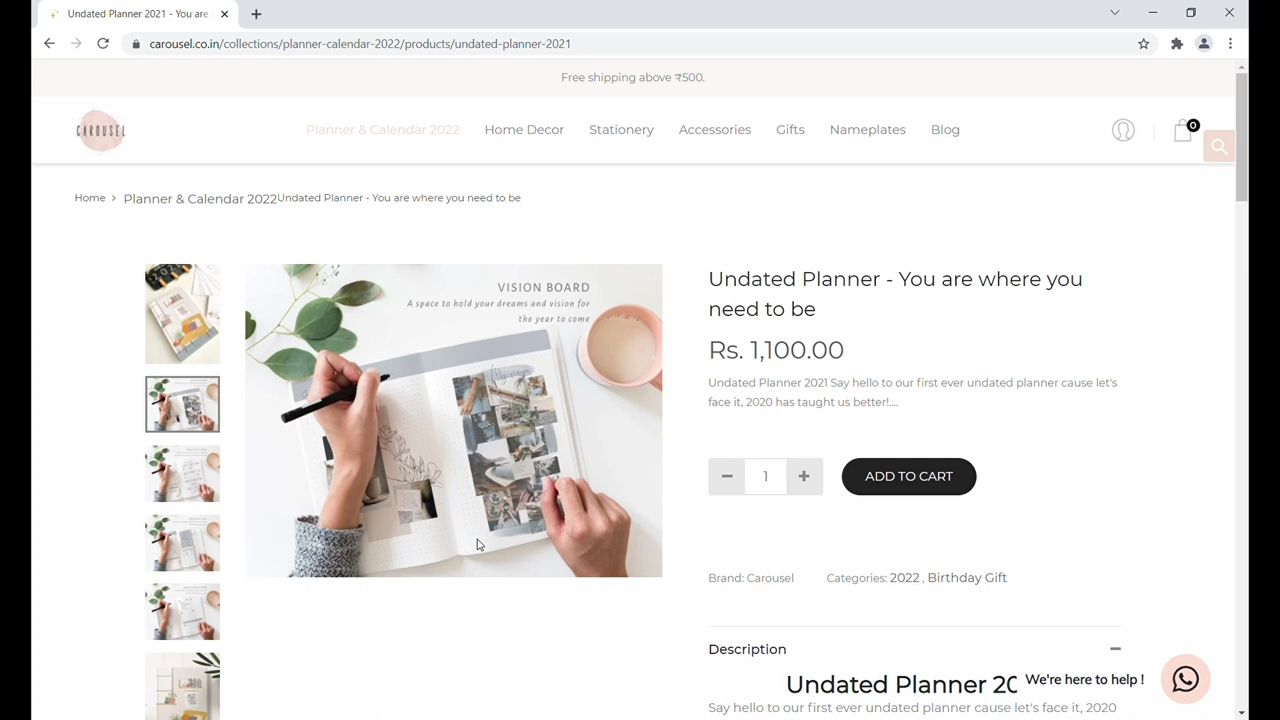 Undated Planner 2021 - You are
carousel.co.in/collections/planner-calendar-2022/products/undated-planner-2021
Free shipping above ₹500.
CAROUSEL
Planner & Calendar 2022
Home Decor
Stationery
Accessories
Gifts
Nameplates
Blog
0
Home > Planner & Calendar 2022Undated Planner - You are where you need to be
VISION BOARD
A space to hold your dreams and vision for
the year to come
Undated Planner - You are where you
need to be
Rs. 1,100.00
Undated Planner 2021 Say hello to our first ever undated planner cause let's
face it, 2020 has taught us better!....
1
ADD TO CART
Brand: Carousel
Categories: 2022 , Birthday Gift
Description
Undated Planner 20
We're here to help !
Say hello to our first ever undated planner cause let's face it, 2020